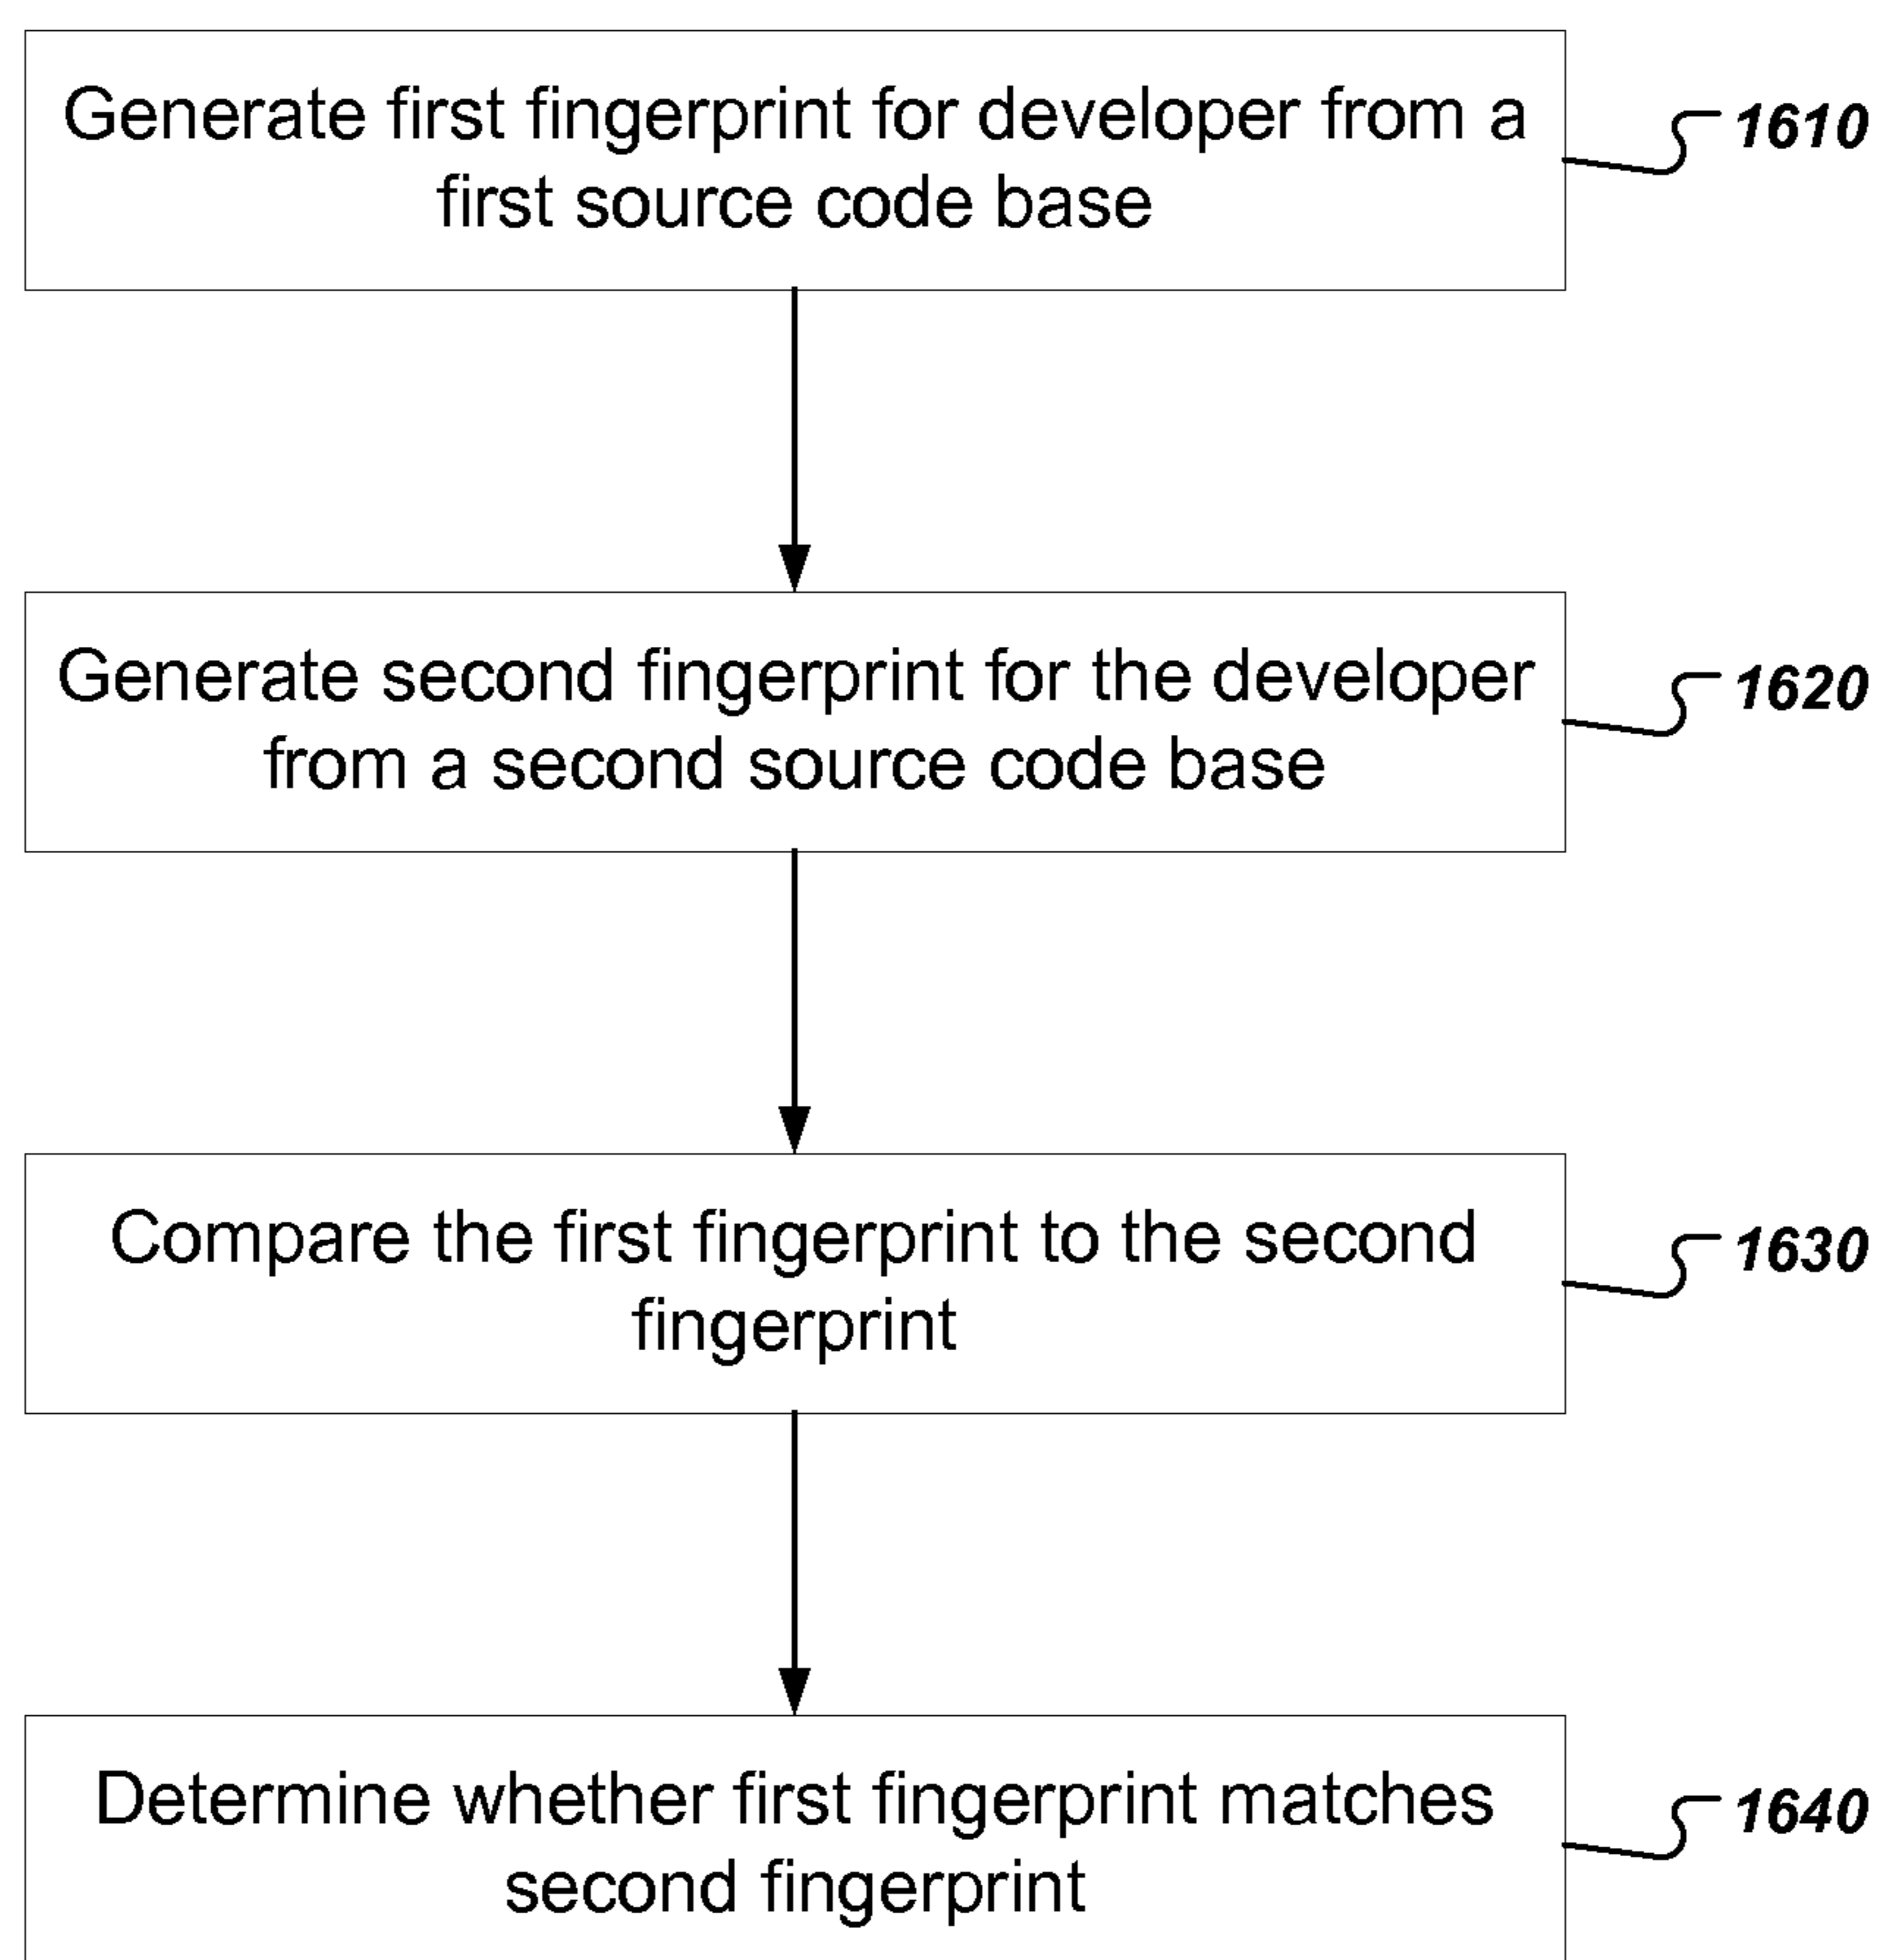 Generate first fingerprint for developer from a
first source code base
1610
Generate second fingerprint for the developer
from a second source code base
1620
Compare the first fingerprint to the second
fingerprint
1630
Determine whether first fingerprint matches
second fingerprint
1640